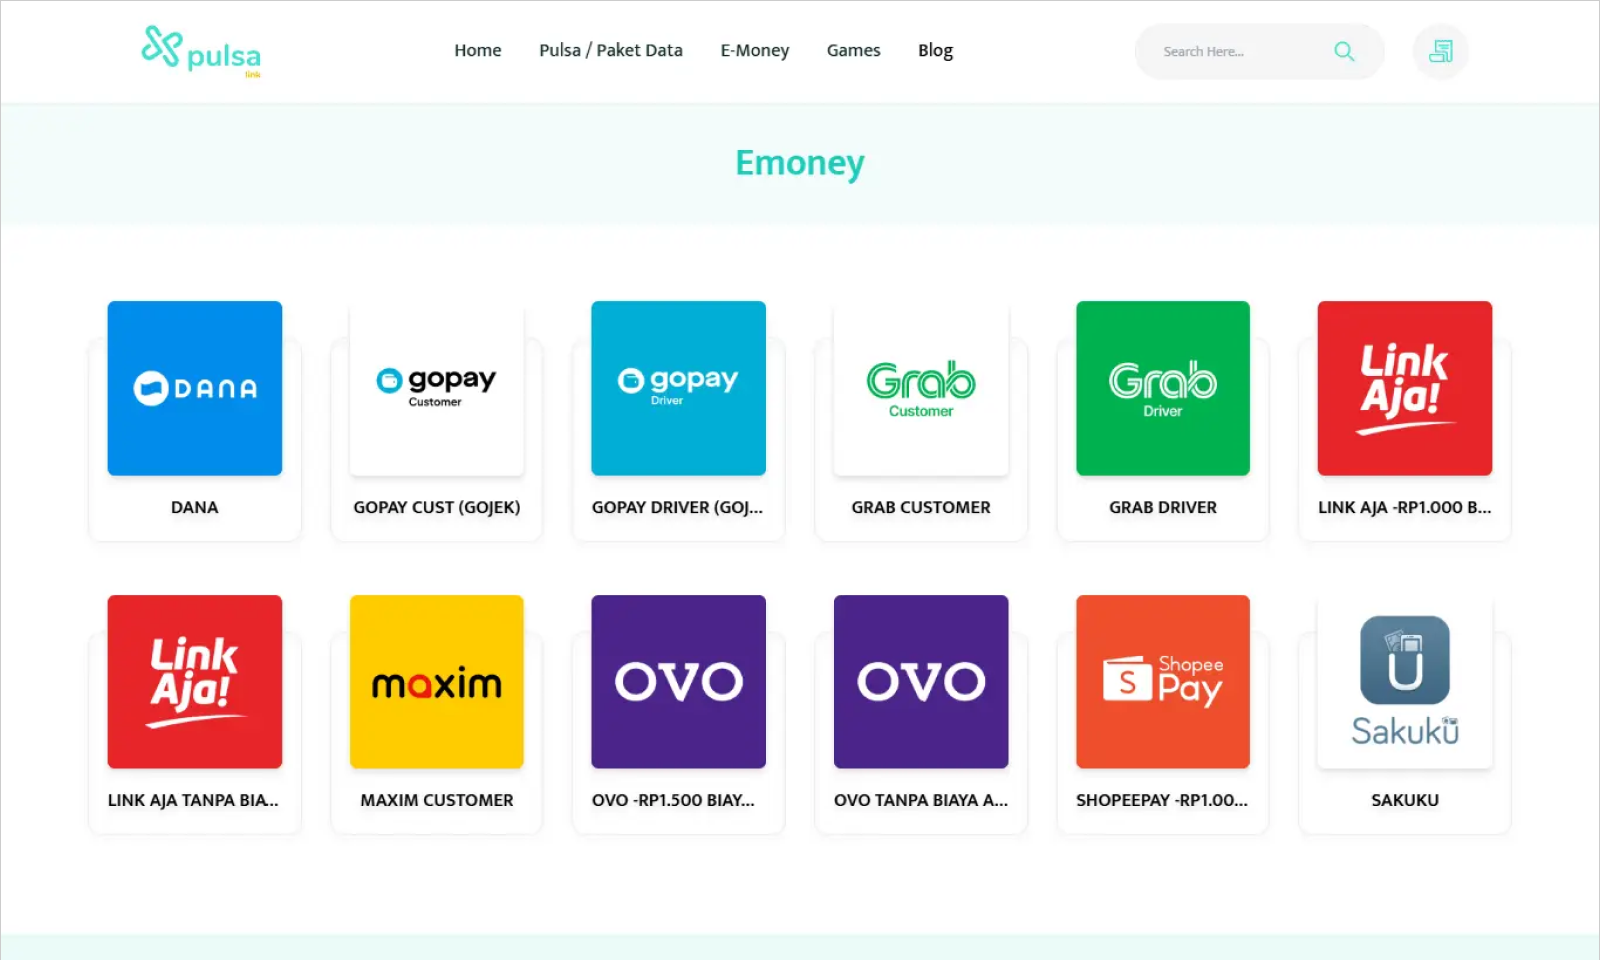 pulsa
link
Home
Pulsa / Paket Data
E-Money
Games
Blog
Search Here...
Emoney
DANA
DANA
gopay
Customer
GOPAY CUST (GOJEK)
gopay
Driver
GOPAY DRIVER (GOJ...
Grab
Customer
GRAB CUSTOMER
Grab
Driver
GRAB DRIVER
Link
Aja!
LINK AJA -RP1.000 B...
Link
Aja!
LINK AJA TANPA BIA...
maxim
MAXIM CUSTOMER
OVO
OVO -RP1.500 BIAY...
OVO
OVO TANPA BIAYA A...
S
Shopee
Pay
SHOPEEPAY -RP1.00...
U
Sakuku
SAKUKU